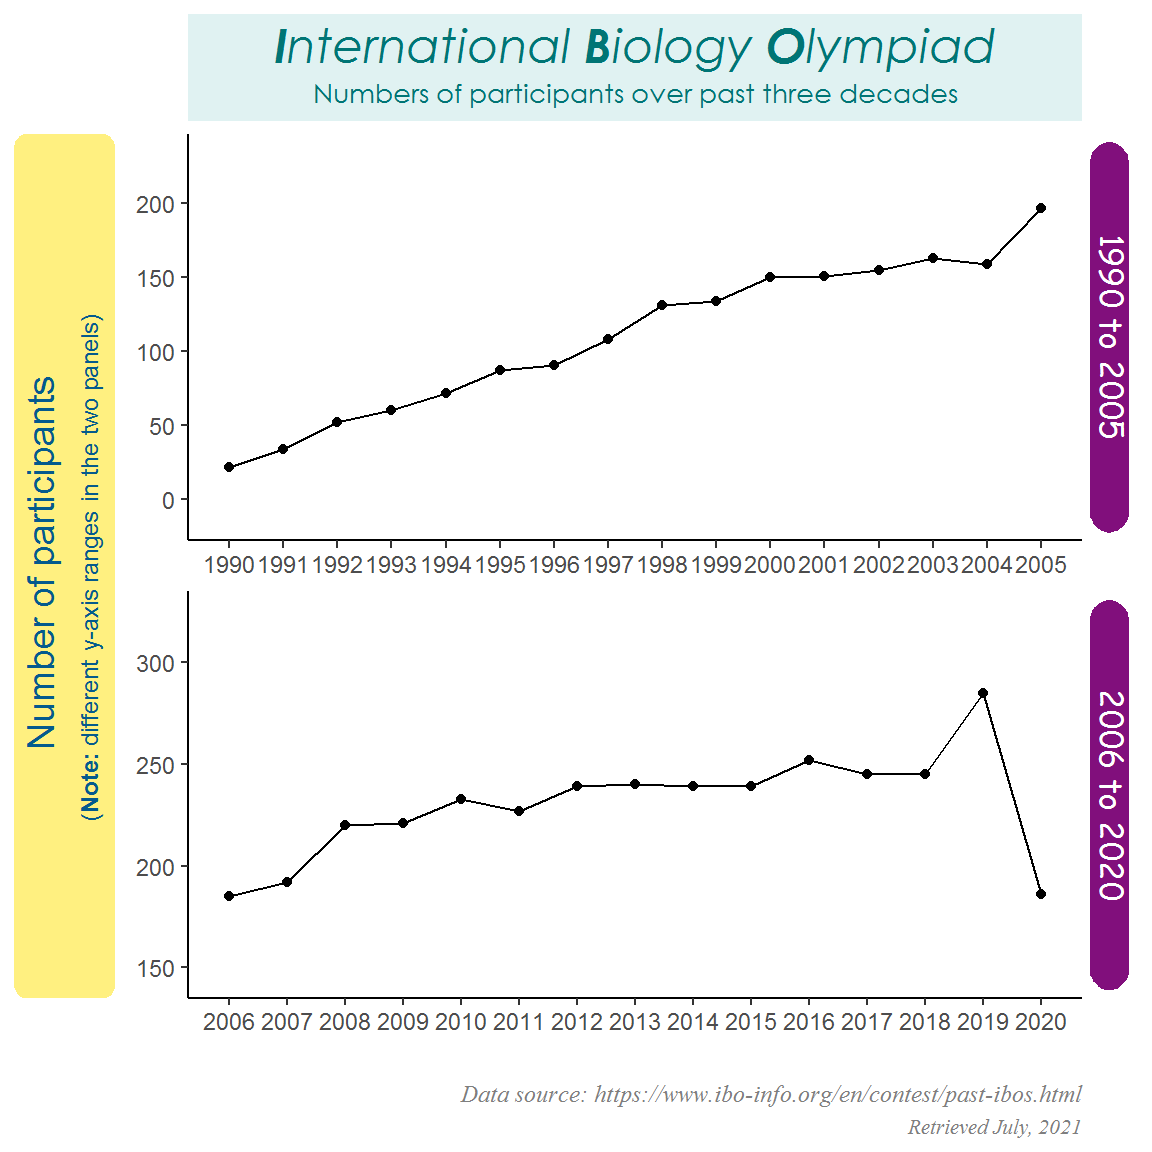 International Biology Olympiad
Numbers of participants over past three decades
Number of participants
(Note: different y-axis ranges in the two panels)
200
150
100
50
0
1990 1991 1992 1993 1994 1995 1996 1997 1998 1999 2000 2001 2002 2003 2004 2005
1990 to 2005
300
250
200
150
2006 2007 2008 2009 2010 2011 2012 2013 2014 2015 2016 2017 2018 2019 2020
2006 to 2020
Data source: https://www.ibo-info.org/en/contest/past-ibos.html
Retrieved July, 2021